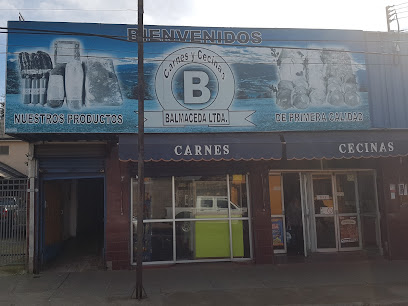 BIENVENIDOS
Carnes y Cecinas
B
BALMACEDA LTDA.
NUESTROS PRODUCTOS
DE PRIMERA CALIDAD
CARNES
CECINAS